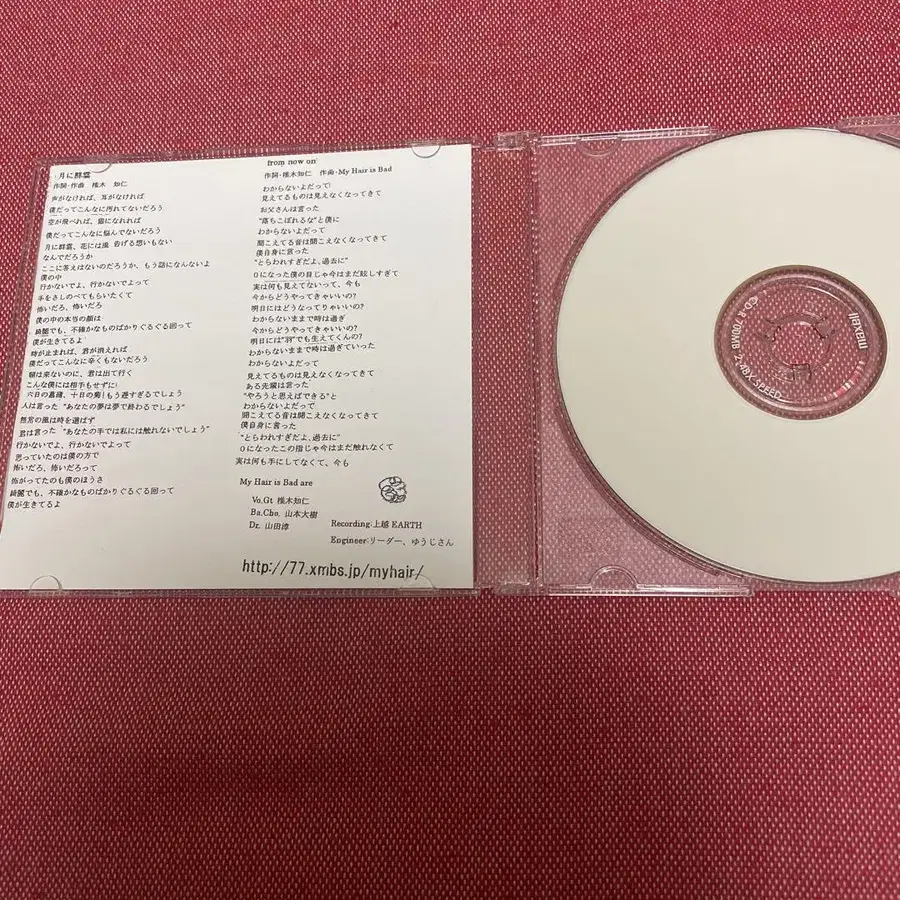 月に群雲
作詞・作曲　椎木　知仁
声がなければ、耳がなければ
僕だってこんなに汚れてないだろう
空が飛べれば、猫になれれば
僕だってこんなに悩んでないだろう
月に群雲、花には風　告げる想いもない
なんでだろうか
ここに答えはないのだろうか、もう話になんないよ
僕の中
行かないでよ、行かないでよって
手をさしのべてもらいたくて
怖いだろ、怖いだろ
僕の中の本当の顔は
綺麗でも、不確かなものばかりぐるぐる回って
僕が生きてるよ
時が止まれば、君が消えれば
僕だってこんなに辛くもないだろう
朝は来ないのに、君は出て行く
こんな僕には相手もせずに!
六日の菖蒲、十日の菊!もう遅すぎるでしょう
人は言った "あなたの夢は夢で終わるでしょう"
無常の風は時を選ばず
君は言った "あなたの手では私には触れないでしょう"
行かないでよ、行かないでよって
思っていたのは僕の方で
怖いだろ、怖いだろって
怖がってたのも僕のほうさ
綺麗でも、不確かなものばかりぐるぐる回って
僕が生きてるよ
from now on
作詞・椎木知仁　作曲・My Hair is Bad
わからないよだって!
見えてるものは見えなくなってきて
お父さんは言った
"落ちこぼれるな"と僕に
わからないよだって
聞こえてる音は聞こえなくなってきて
僕自身に言った
"とらわれすぎだよ、過去に"
0になった僕の目じゃ今はまだ眩しすぎて
実は何も見えてないって、今も
今からどうやってきゃいいの?
明日にはどうなってりゃいいの?
わからないままで時は過ぎ
今からどうやってきゃいいの?
明日には"羽"でも生えてくんの?
わからないままで時は過ぎていった
わからないよだって
見えてるものは見えなくなってきて
ある先輩は言った
"やろうと思えばできる"と
わからないよだって
聞こえてる音は聞こえなくなってきて
僕自身に言った
"とらわれすぎだよ、過去に"
0になったこの指じゃ今はまだ触れなくて
実は何も手にしてなくて、今も
My Hair is Bad are
Vo,Gt 椎木知仁
Ba,Cho, 山本大樹
Dr, 山田淳
Recording:上越 EARTH
Engineer:リーダー、ゆうじさん
http://77.xmbs.jp/myhair/
maxell
CD-R 700MB
SPEED